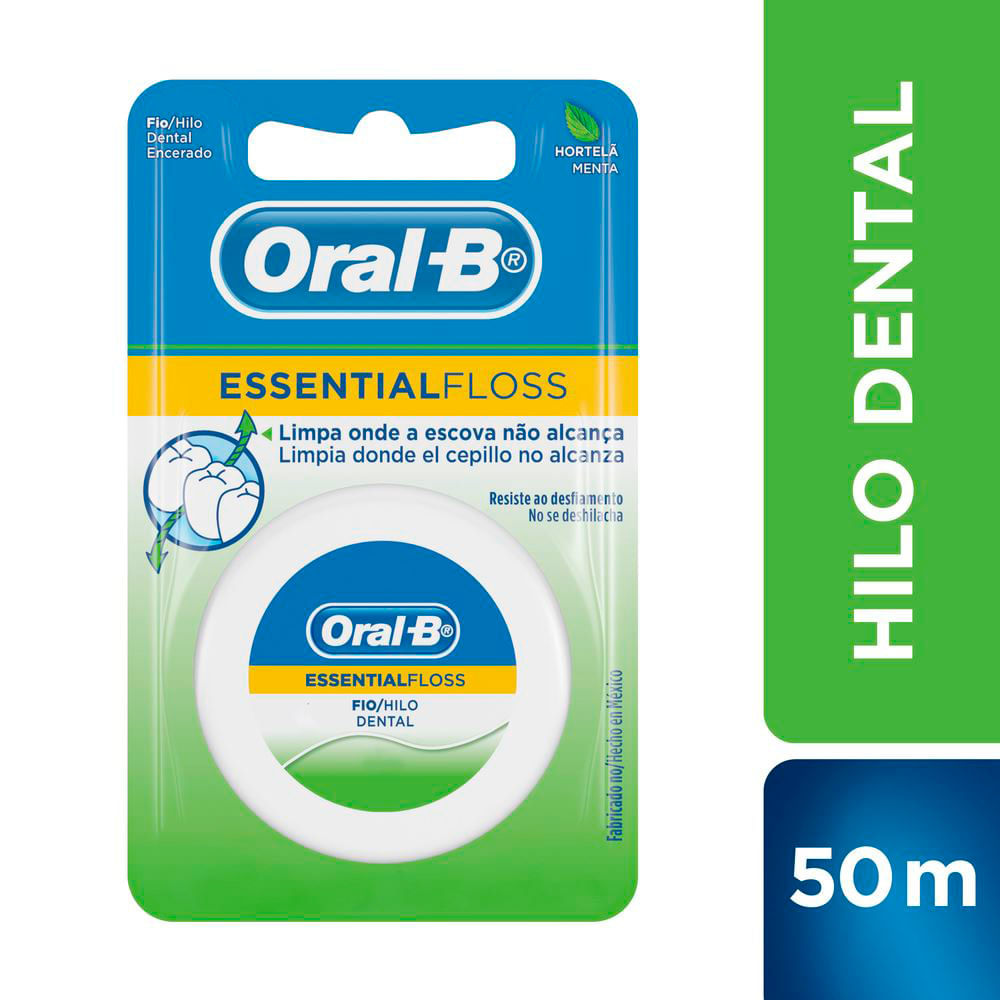 Fio/Hilo
Dental
Encerado
HORTELÃ
MENTA
Oral-B®
ESSENTIALFLOSS
Limpa onde a escova não alcança
Limpia donde el cepillo no alcanza
Resiste ao desfiamento
No se deshilacha
Oral-B®
ESSENTIALFLOSS
FIO/HILO
DENTAL
Fabricado no/Hecho en México
HILO DENTAL
50 m